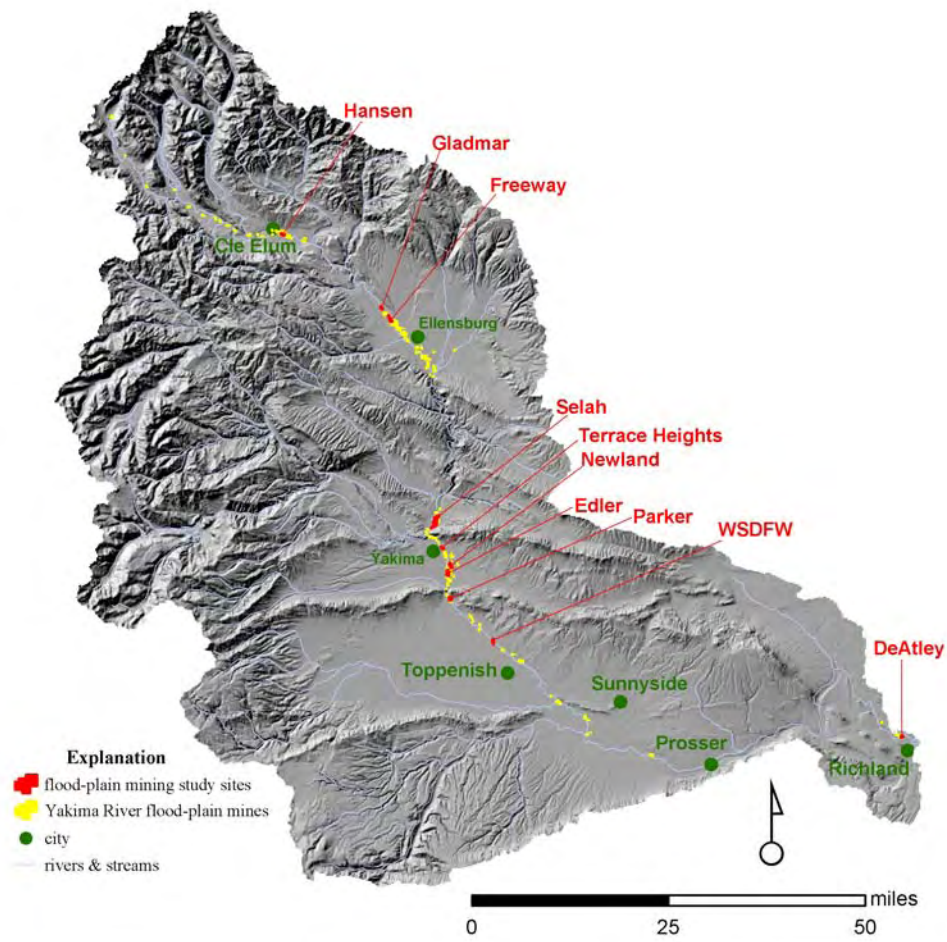 Hansen
Gladmar
Freeway
Cle Elum
Ellensburg
Selah
Terrace Heights
Newland
Edler
Parker
WSDFW
Yakima
DeAtley
Toppenish
Sunnyside
Prosser
Richland
Explanation
flood-plain mining study sites
Yakima River flood-plain mines
city
rivers & streams
miles
0 25 50